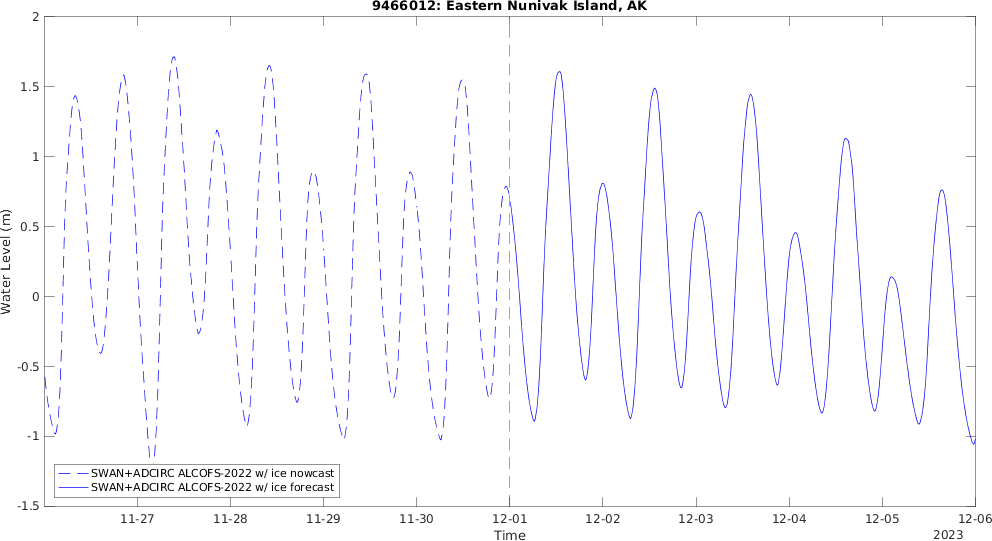 9466012: Eastern Nunivak Island, AK
Water Level (m)
2
1.5
1
0.5
0
-0.5
-1
-1.5
SWAN+ADCIRC ALCOFS-2022 w/ ice nowcast
SWAN+ADCIRC ALCOFS-2022 w/ ice forecast
11-27 11-28 11-29 11-30 12-01 12-02 12-03 12-04 12-05 12-06
Time
2023